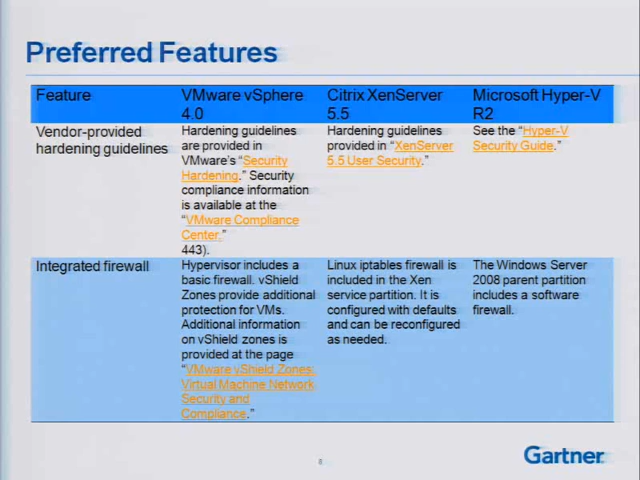 Preferred Features
Feature
VMware vSphere
4.0
Citrix XenServer
5.5
Microsoft Hyper-V
R2
Vendor-provided
hardening guidelines
Hardening guidelines
are provided in
VMware's "Security
Hardening." Security
compliance information
is available at the
"VMware Compliance
Center."
443).
Hardening guidelines
provided in "XenServer
5.5 User Security."
See the "Hyper-V
Security Guide."
Integrated firewall
Hypervisor includes a
basic firewall. vShield
Zones provide additional
protection for VMs.
Additional information
on vShield zones is
provided at the page
"VMware vShield Zones:
Virtual Machine Network
Security and
Compliance."
Linux iptables firewall is
included in the Xen
service partition. It is
configured with defaults
and can be reconfigured
as needed.
The Windows Server
2008 parent partition
includes a software
firewall.
Gartner